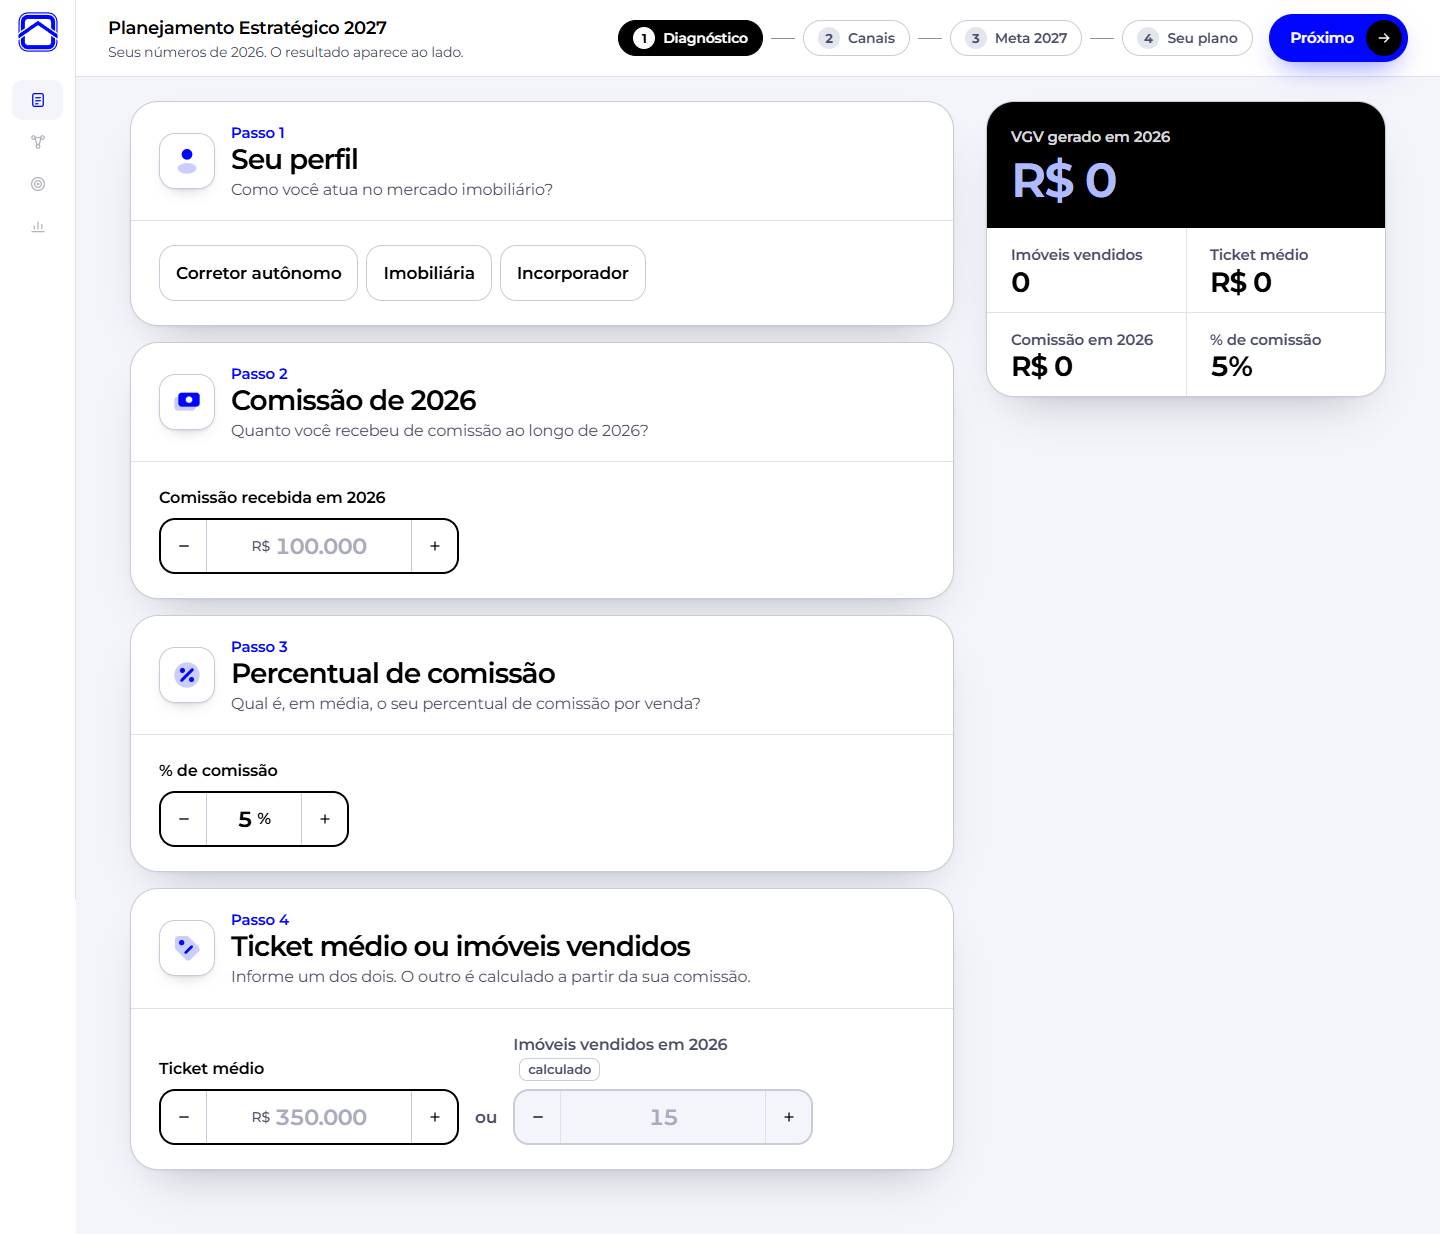 Planejamento Estratégico 2027
Seus números de 2026. O resultado aparece ao lado.
1 Diagnóstico
2 Canais
3 Meta 2027
4 Seu plano
Próximo
Passo 1
Seu perfil
Como você atua no mercado imobiliário?
Corretor autônomo
Imobiliária
Incorporador
Passo 2
Comissão de 2026
Quanto você recebeu de comissão ao longo de 2026?
Comissão recebida em 2026
− R$ 100.000 +
Passo 3
Percentual de comissão
Qual é, em média, o seu percentual de comissão por venda?
% de comissão
− 5 % +
Passo 4
Ticket médio ou imóveis vendidos
Informe um dos dois. O outro é calculado a partir da sua comissão.
Ticket médio
− R$ 350.000 +
ou
Imóveis vendidos em 2026
calculado
− 15 +
VGV gerado em 2026
R$ 0
Imóveis vendidos
0
Ticket médio
R$ 0
Comissão em 2026
R$ 0
% de comissão
5%